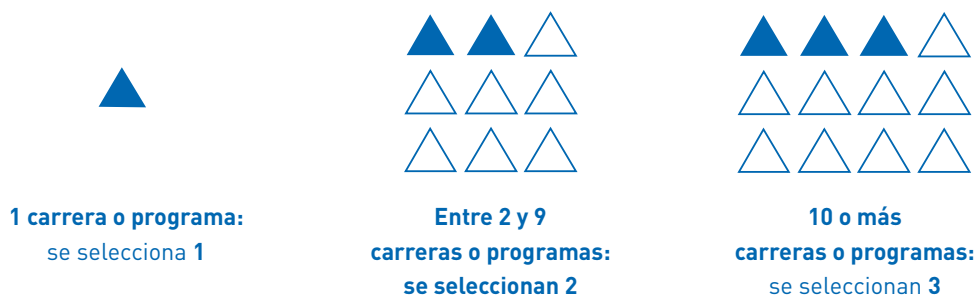 1 carrera o programa:
se selecciona 1
Entre 2 y 9
carreras o programas:
se seleccionan 2
10 o más
carreras o programas:
se seleccionan 3